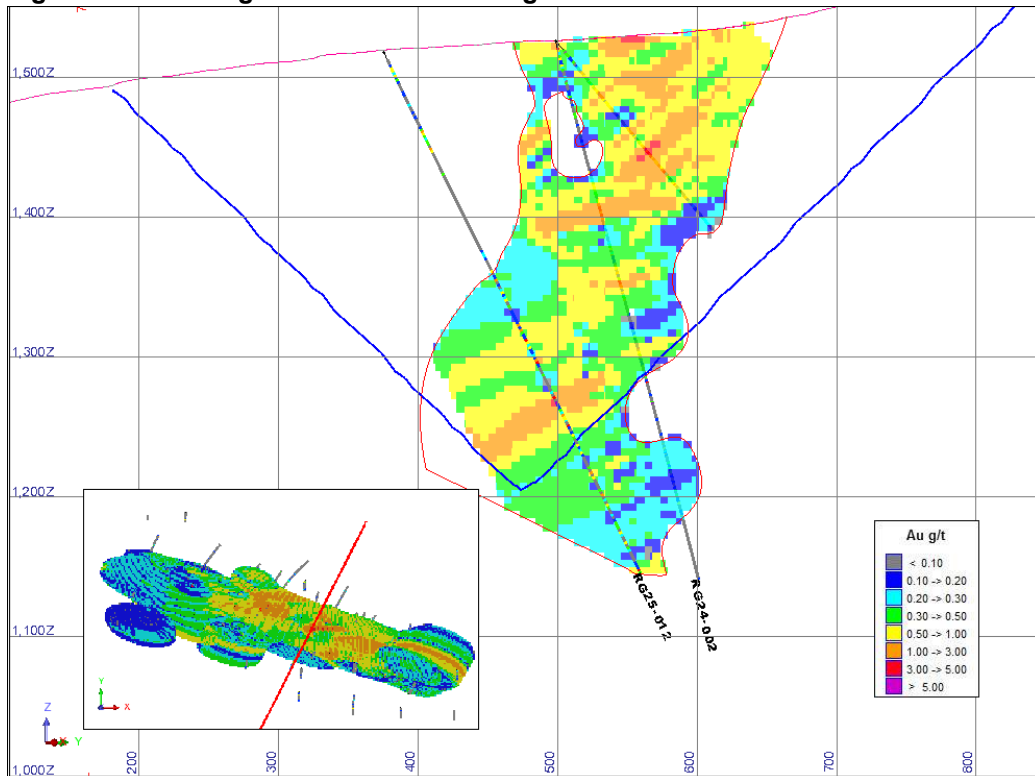 1,500Z
1,400Z
1,300Z
1,200Z
1,100Z
1,000Z
RG25-012
RG24-002
Au g/t
< 0.10
0.10 -> 0.20
0.20 -> 0.30
0.30 -> 0.50
0.50 -> 1.00
1.00 -> 3.00
3.00 -> 5.00
> 5.00
Y
X
Z
Y
200
300
400
500
600
700
800